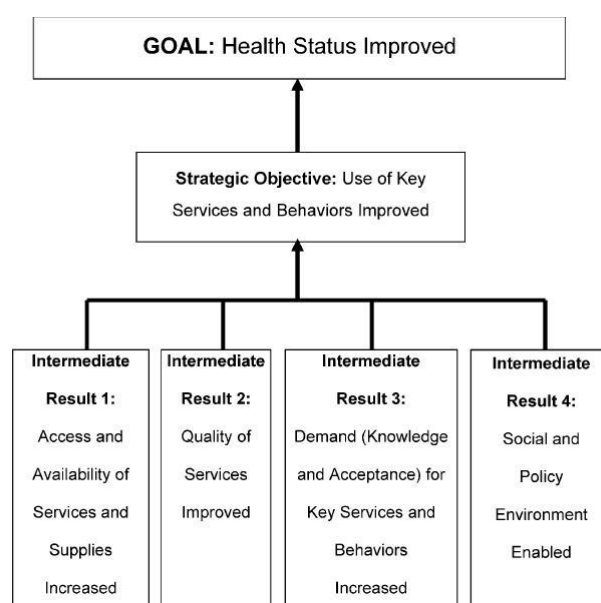 GOAL: Health Status Improved
Strategic Objective: Use of Key
Services and Behaviors Improved
Intermediate
Result 1:
Access and
Availability of
Services and
Supplies
Increased
Intermediate
Result 2:
Quality of
Services
Improved
Intermediate
Result 3:
Demand (Knowledge
and Acceptance) for
Key Services and
Behaviors
Increased
Intermediate
Result 4:
Social and
Policy
Environment
Enabled